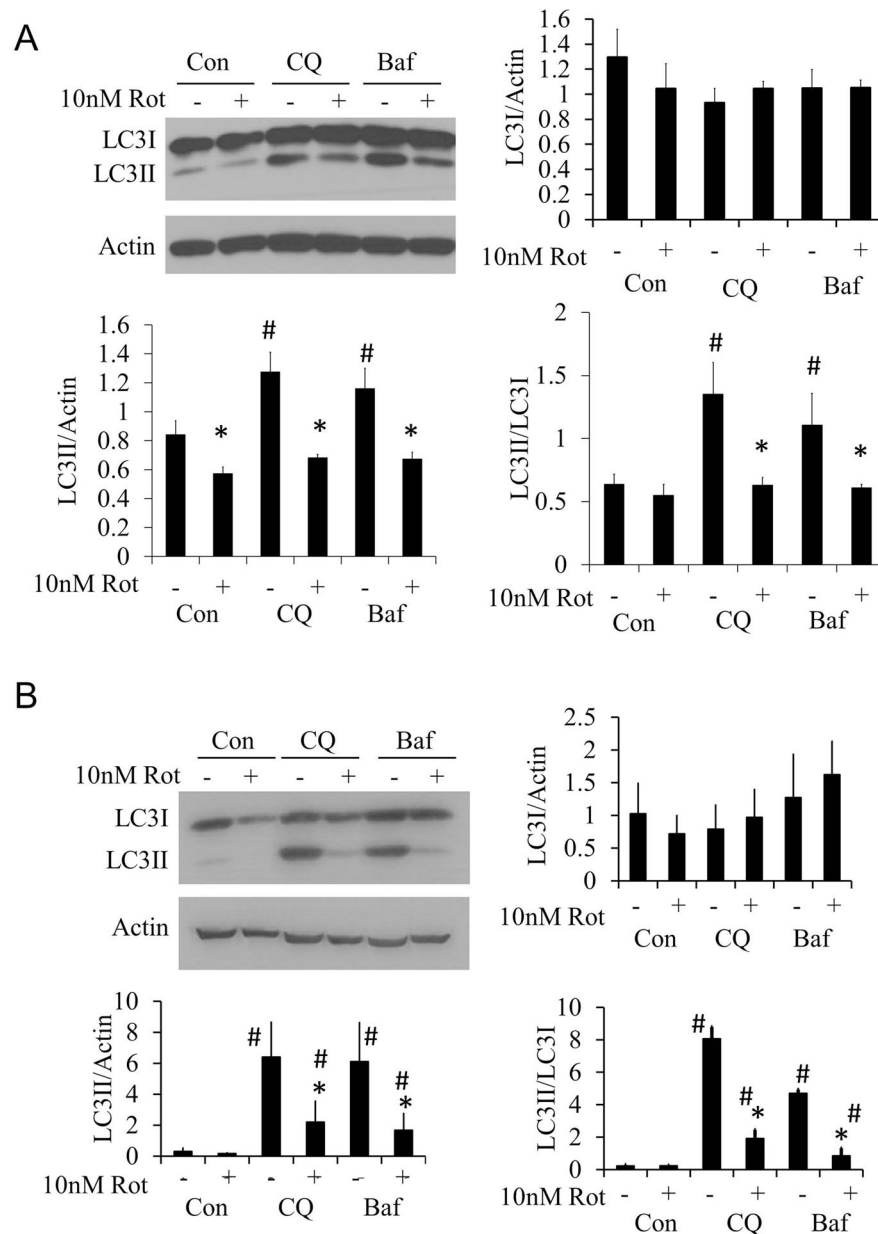 A
Con CQ Baf
10nM Rot - + - + - +
LC3I
LC3II
Actin
LC3I/Actin
1.6
1.4
1.2
1
0.8
0.6
0.4
0.2
0
10nM Rot - + - + - +
Con CQ Baf
LC3II/Actin
1.6
1.4
1.2
1
0.8
0.6
0.4
0.2
0
# #
* * *
10nM Rot - + - + - +
Con CQ Baf
LC3II/LC3I
2
1.5
1
0.5
0
# #
* *
10nM Rot - + - + - +
Con CQ Baf
B
Con CQ Baf
10nM Rot - + - + - +
LC3I
LC3II
Actin
LC3I/Actin
2.5
2
1.5
1
0.5
0
10nM Rot - + - + - +
Con CQ Baf
LC3II/Actin
10
8
6
4
2
0
# # # #
* *
10nM Rot - + - + - +
Con CQ Baf
LC3II/LC3I
10
8
6
4
2
0
# # # #
* *
10nM Rot - + - + - +
Con CQ Baf